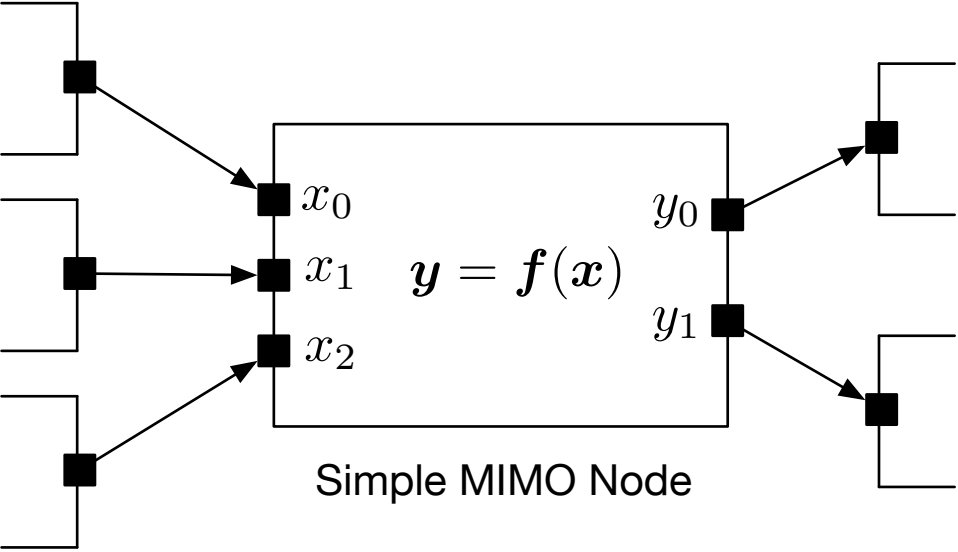 x₀
x₁
x₂
y = f(x)
y₀
y₁
Simple MIMO Node